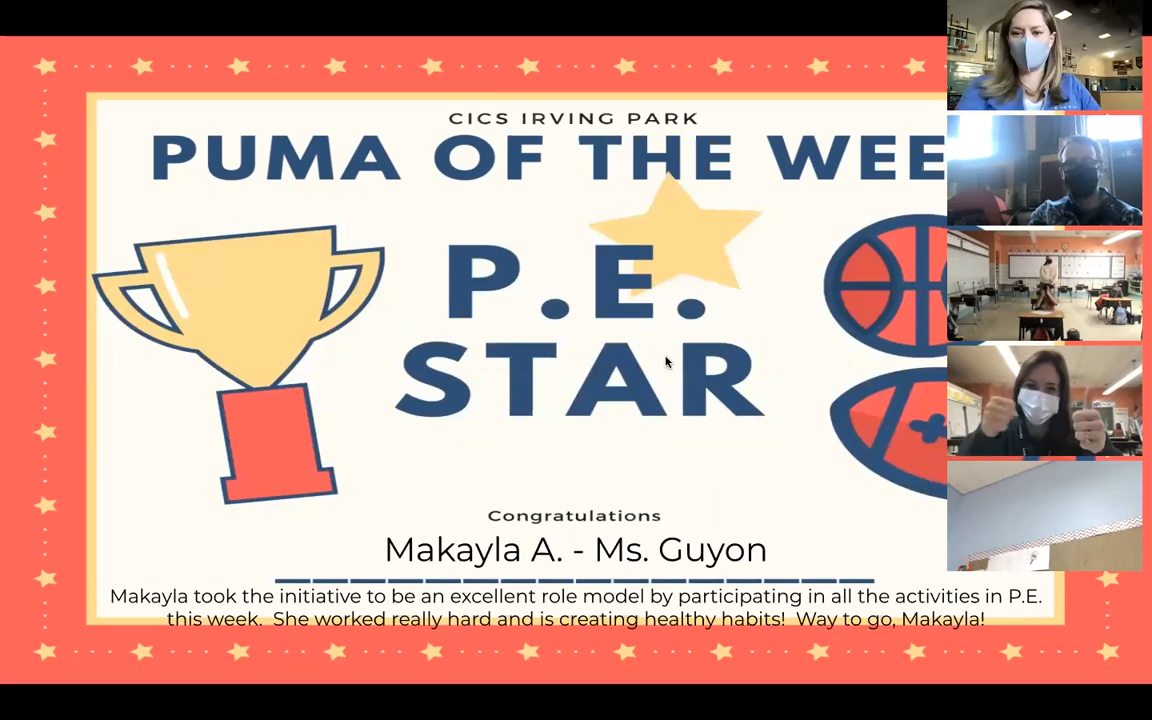 CICS IRVING PARK
PUMA OF THE WEE
P.E.
STAR
Congratulations
Makayla A. - Ms. Guyon
Makayla took the initiative to be an excellent role model by participating in all the activities in P.E.
this week. She worked really hard and is creating healthy habits! Way to go, Makayla!